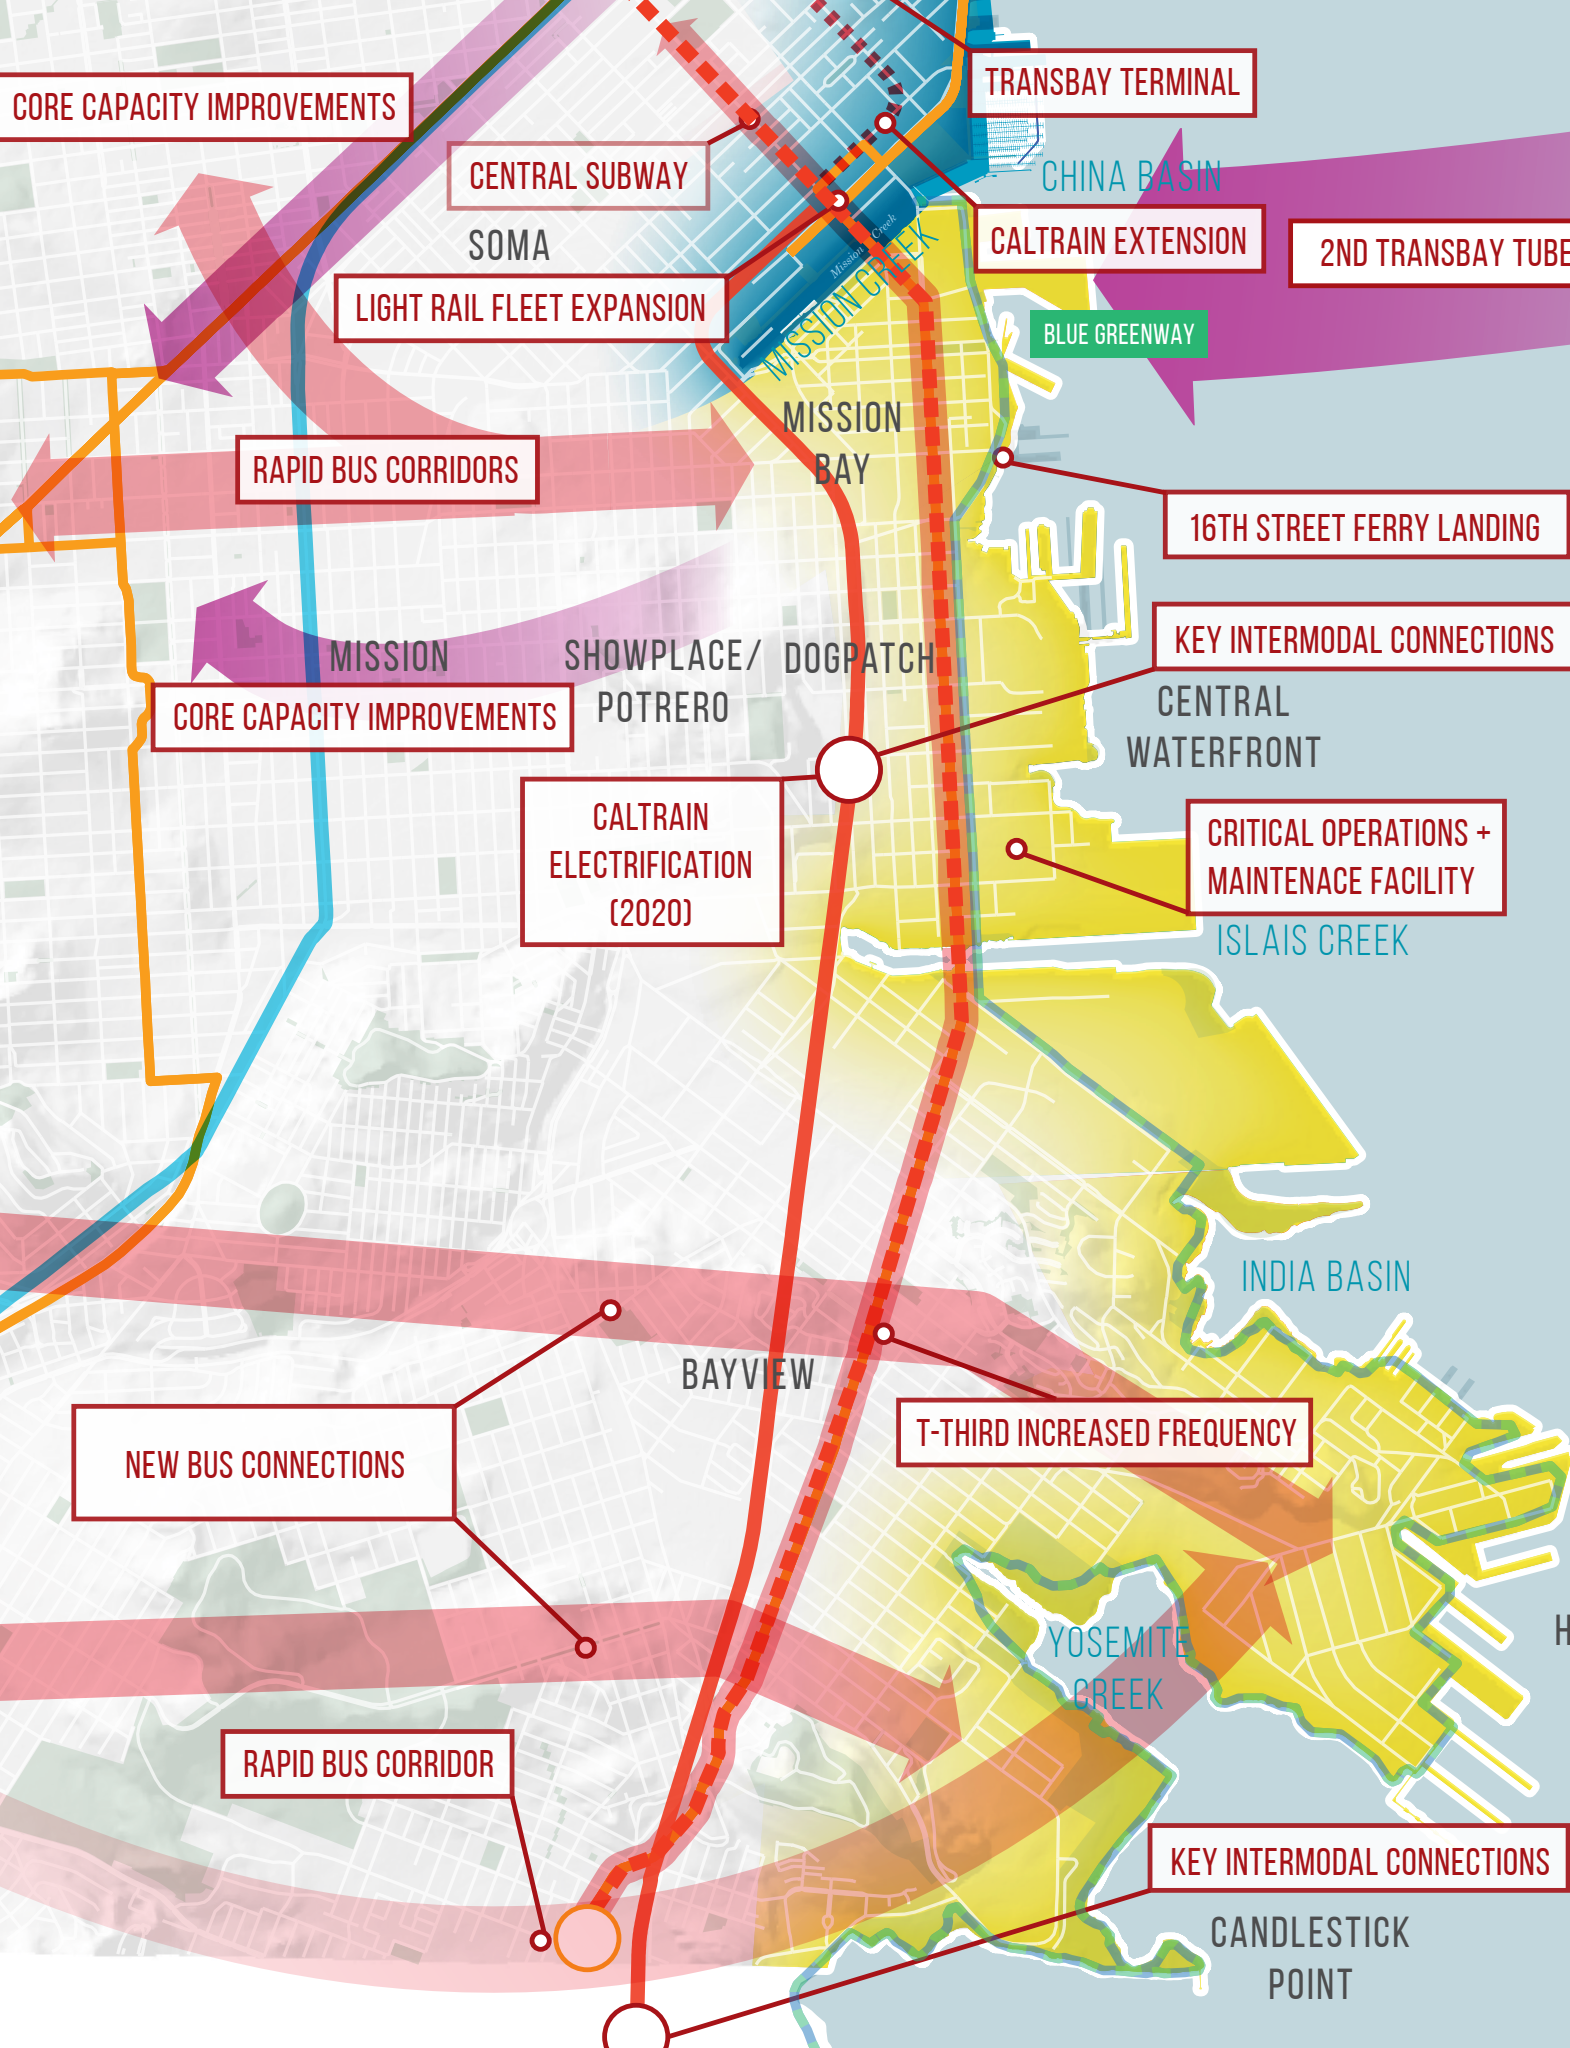 TRANSBAY TERMINAL
CORE CAPACITY IMPROVEMENTS
CENTRAL SUBWAY
CHINA BASIN
SOMA
CALTRAIN EXTENSION
2ND TRANSBAY TUBE
Mission Creek
MISSION CREEK
LIGHT RAIL FLEET EXPANSION
BLUE GREENWAY
MISSION
BAY
RAPID BUS CORRIDORS
16TH STREET FERRY LANDING
KEY INTERMODAL CONNECTIONS
MISSION
SHOWPLACE/
POTRERO
DOGPATCH
CORE CAPACITY IMPROVEMENTS
CENTRAL
WATERFRONT
CALTRAIN
ELECTRIFICATION
(2020)
CRITICAL OPERATIONS +
MAINTENACE FACILITY
ISLAIS CREEK
INDIA BASIN
BAYVIEW
T-THIRD INCREASED FREQUENCY
NEW BUS CONNECTIONS
H
YOSEMITE
CREEK
RAPID BUS CORRIDOR
KEY INTERMODAL CONNECTIONS
CANDLESTICK
POINT